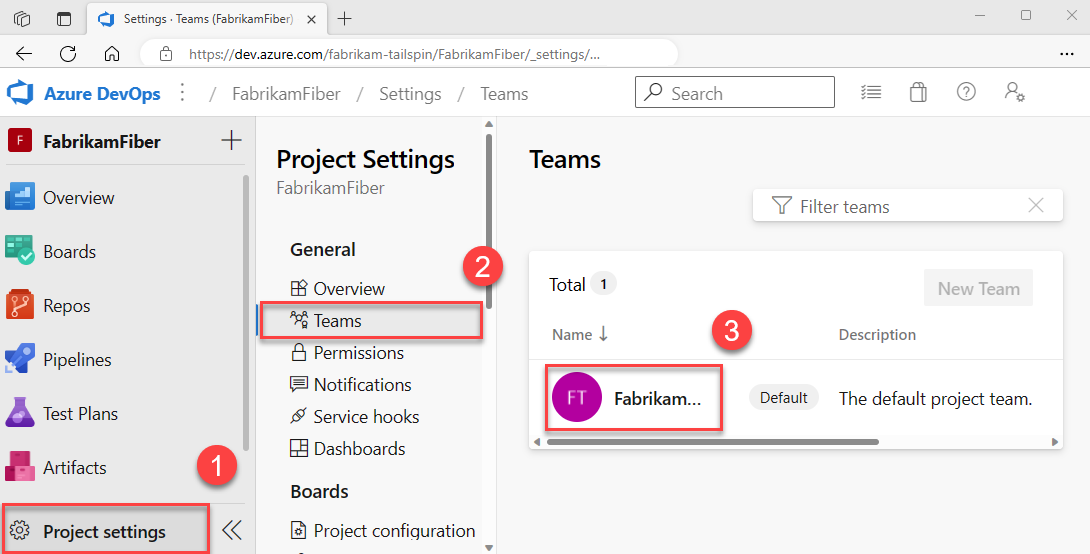 Settings · Teams (FabrikamFiber)
https://dev.azure.com/fabrikam-tailspin/FabrikamFiber/_settings/...
Azure DevOps / FabrikamFiber / Settings / Teams
Search
F FabrikamFiber
Overview
Boards
Repos
Pipelines
Test Plans
Artifacts
1
Project settings
Project Settings
FabrikamFiber
General
2
Overview
Teams
Permissions
Notifications
Service hooks
Dashboards
Boards
Project configuration
Teams
Filter teams
Total 1
New Team
Name
3
Description
FT Fabrikam... Default The default project team.